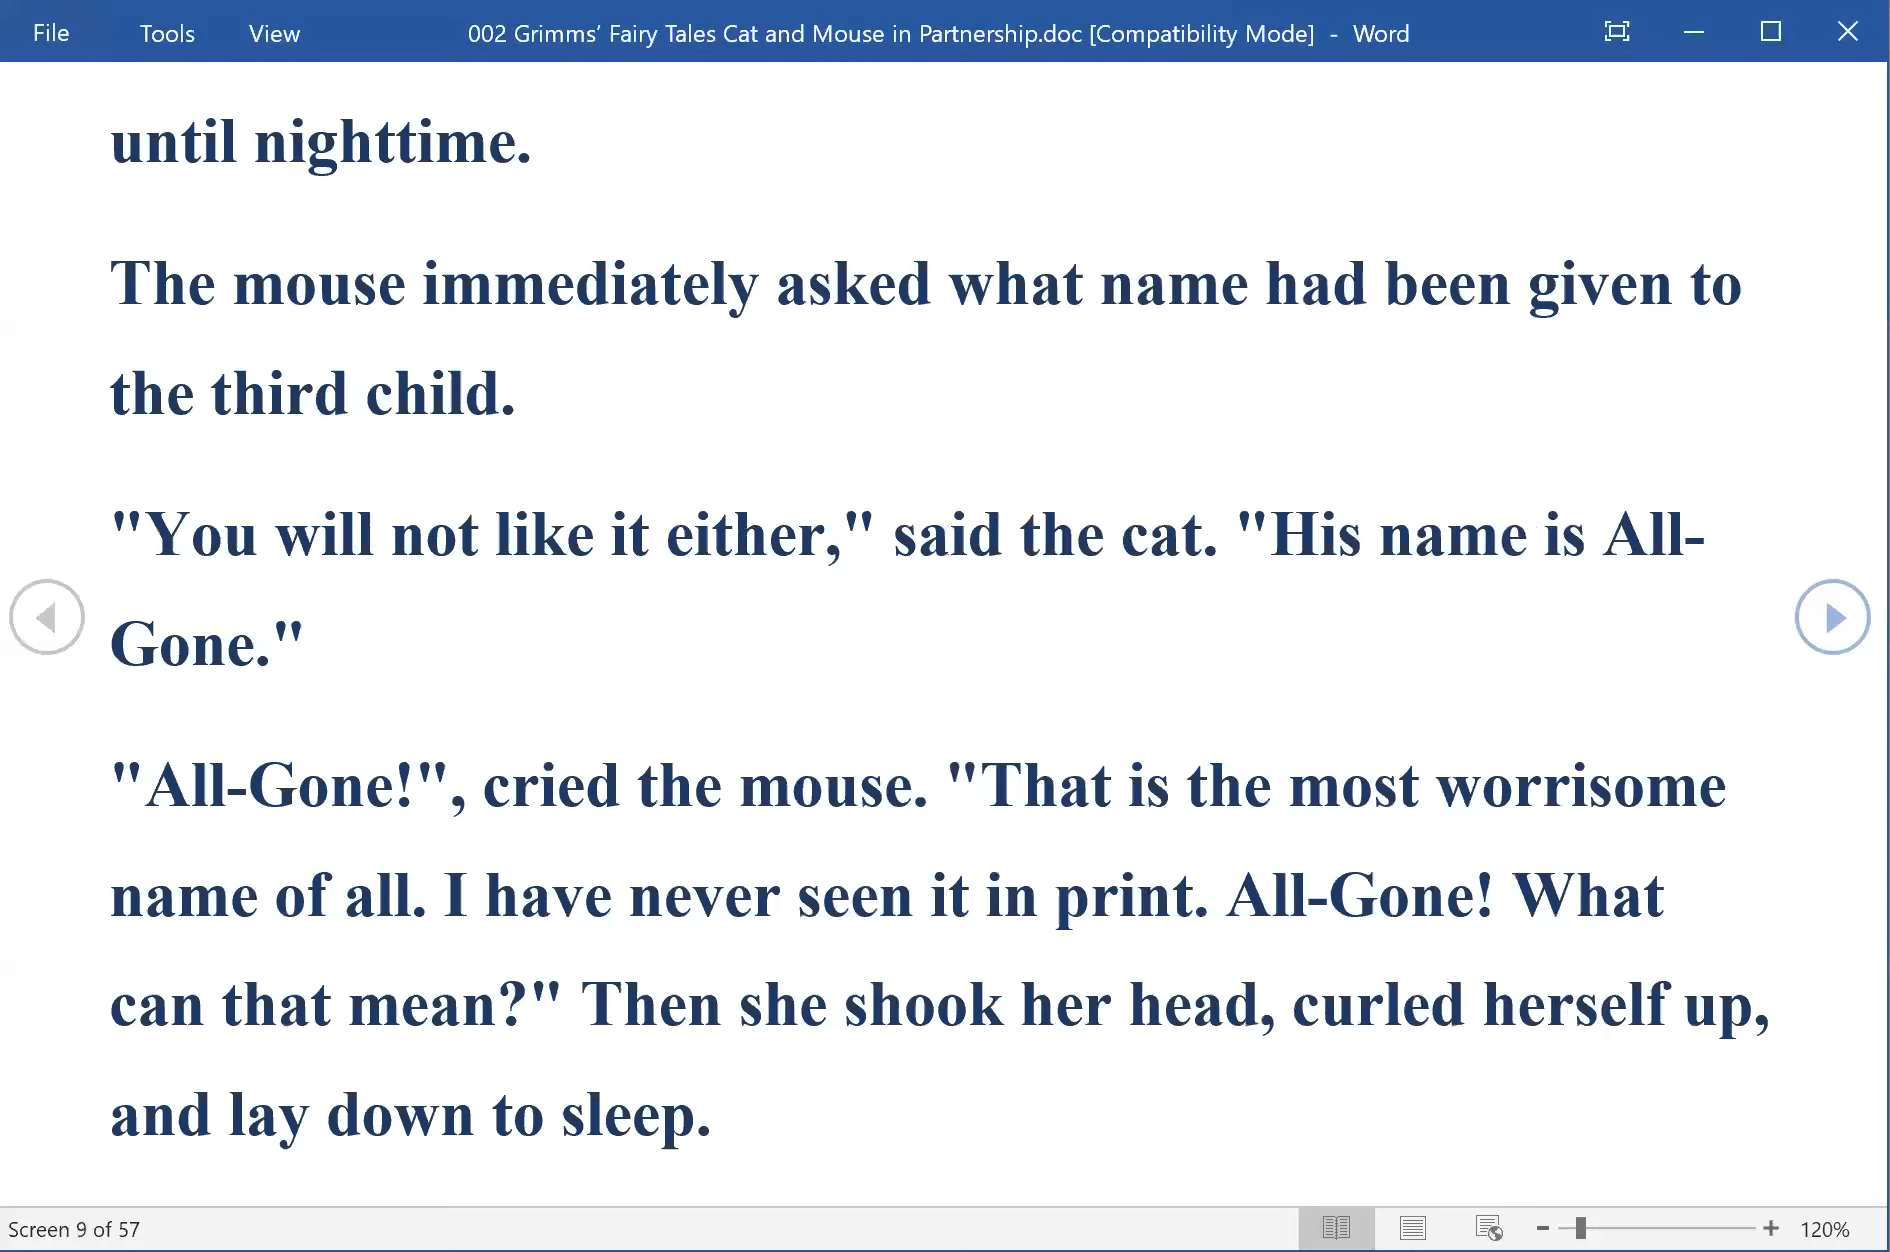 File Tools View 002 Grimms’ Fairy Tales Cat and Mouse in Partnership.doc [Compatibility Mode] - Word
until nighttime.
The mouse immediately asked what name had been given to
the third child.
"You will not like it either," said the cat. "His name is All-
Gone."
"All-Gone!", cried the mouse. "That is the most worrisome
name of all. I have never seen it in print. All-Gone! What
can that mean?" Then she shook her head, curled herself up,
and lay down to sleep.
Screen 9 of 57 120%